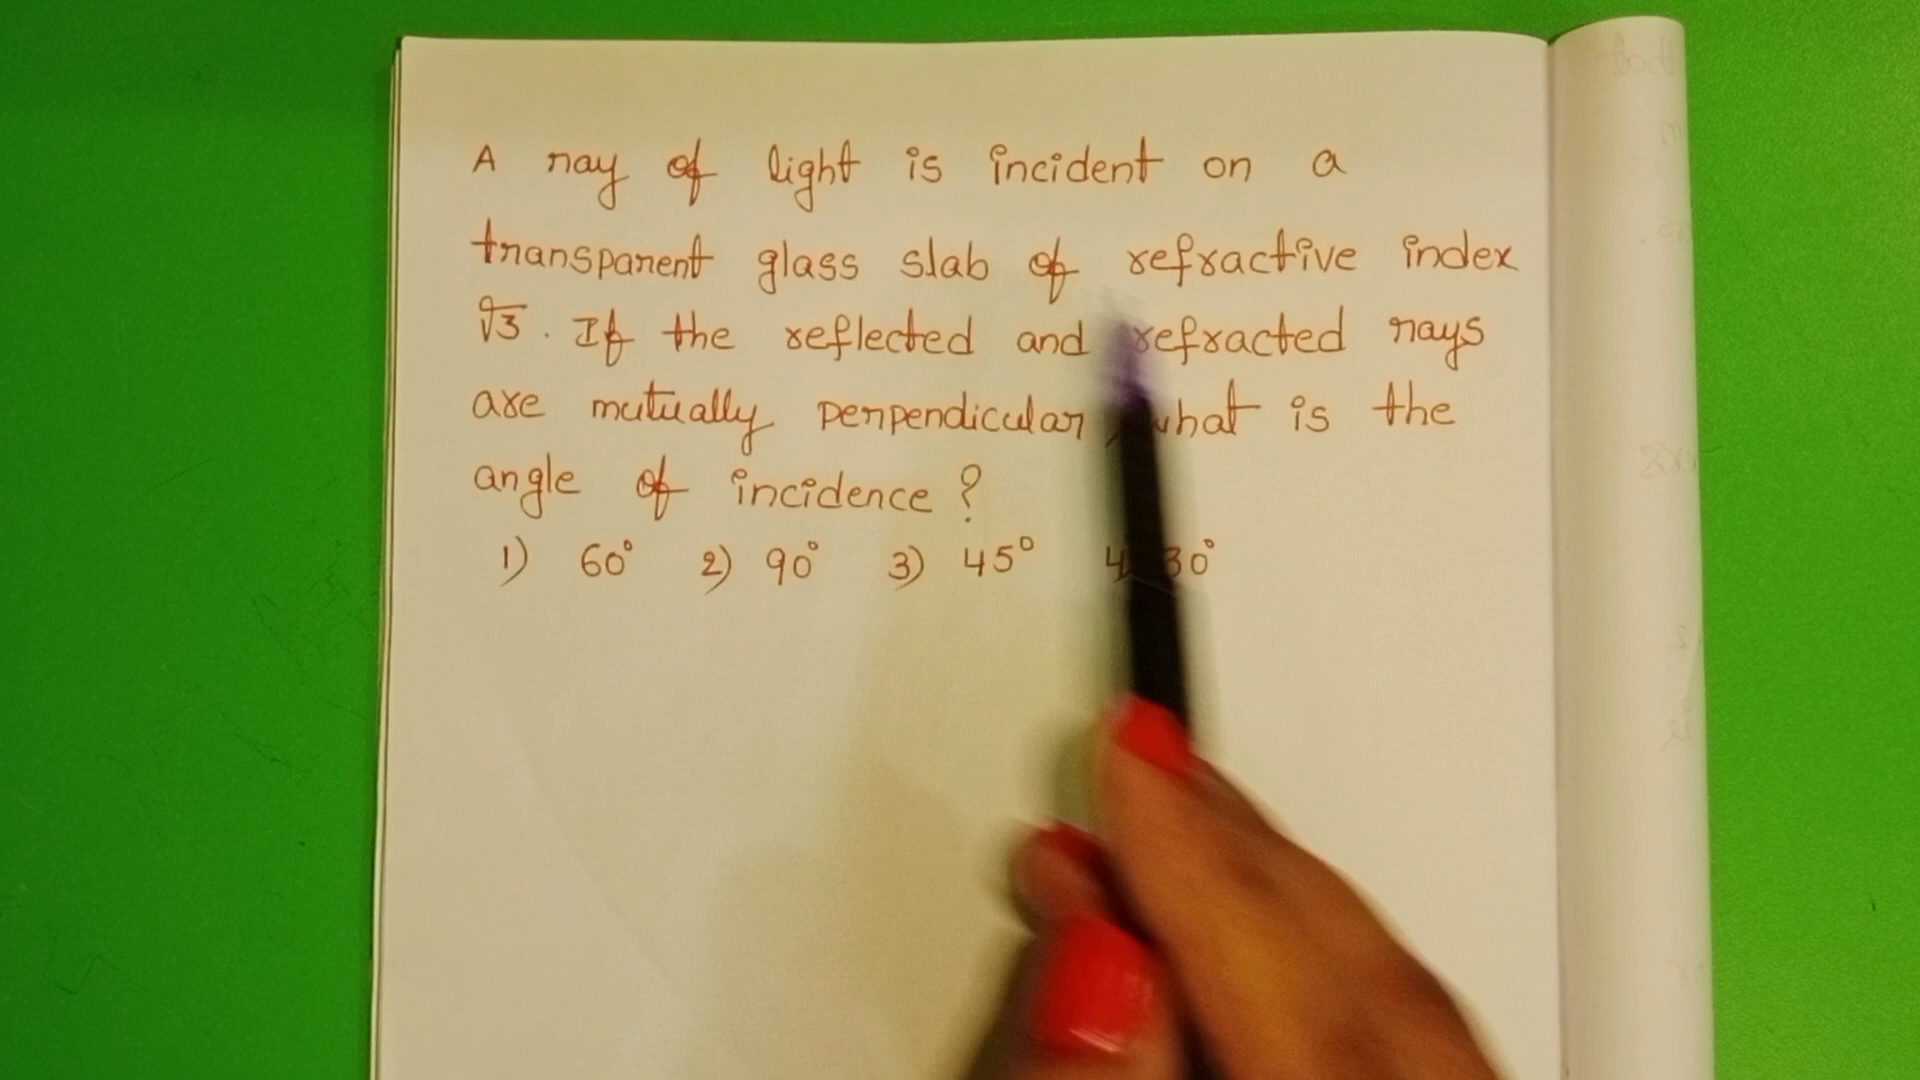 A ray of light is incident on a
transparent glass slab of refractive index
√3. If the reflected and refracted rays
are mutually perpendicular, what is the
angle of incidence?
1) 60° 2) 90° 3) 45° 4) 30°